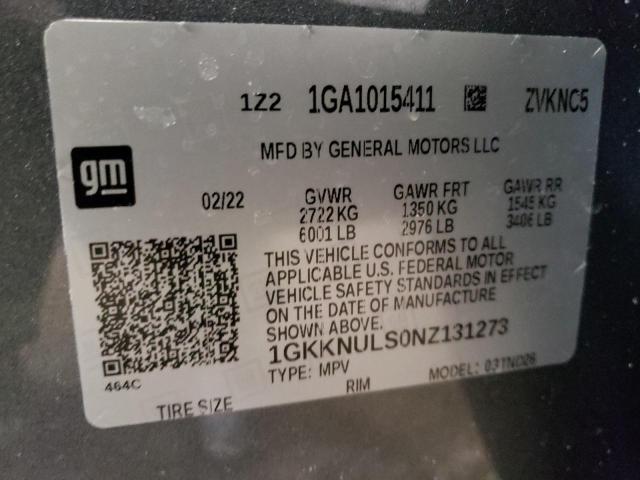 1Z2 1GA1015411 ZVKNC5
MFD BY GENERAL MOTORS LLC
gm
02/22 GVWR GAWR FRT GAWR RR
2722 KG 1350 KG 1545 KG
6001 LB 2976 LB 3406 LB
THIS VEHICLE CONFORMS TO ALL
APPLICABLE U.S. FEDERAL MOTOR
VEHICLE SAFETY STANDARDS IN EFFECT
ON THE DATE OF MANUFACTURE
SHOWN ABOVE.
1GKKNULS0NZ131273
464C
TYPE: MPV MODEL:
TIRE SIZE RIM